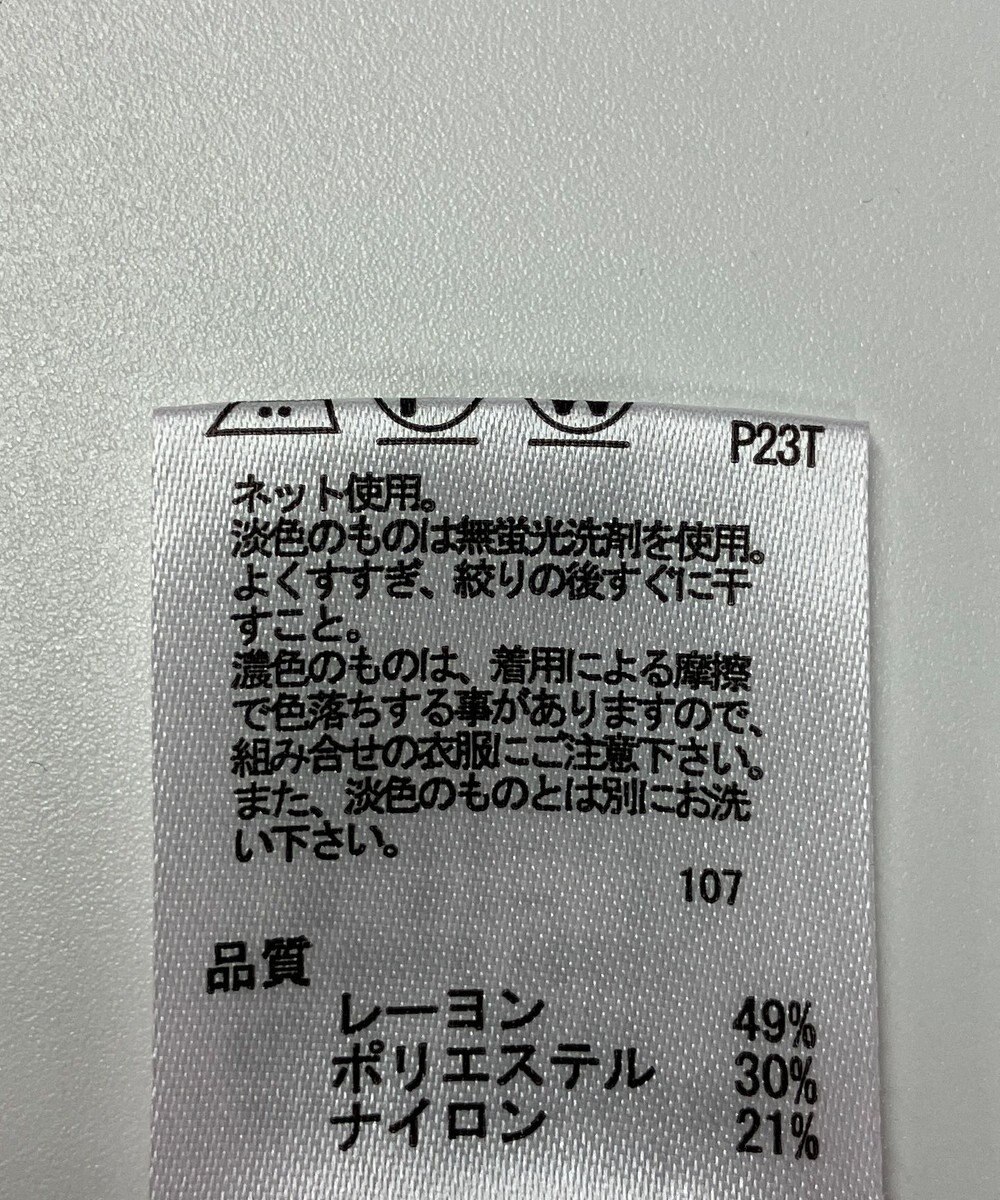 P23T
ネット使用。
淡色のものは無蛍光洗剤を使用。
よくすすぎ、絞りの後すぐに干
すこと。
濃色のものは、着用による摩擦
で色落ちする事がありますので、
組み合せの衣服にご注意下さい。
また、淡色のものとは別にお洗
い下さい。
107
品質
レーヨン 49%
ポリエステル 30%
ナイロン 21%